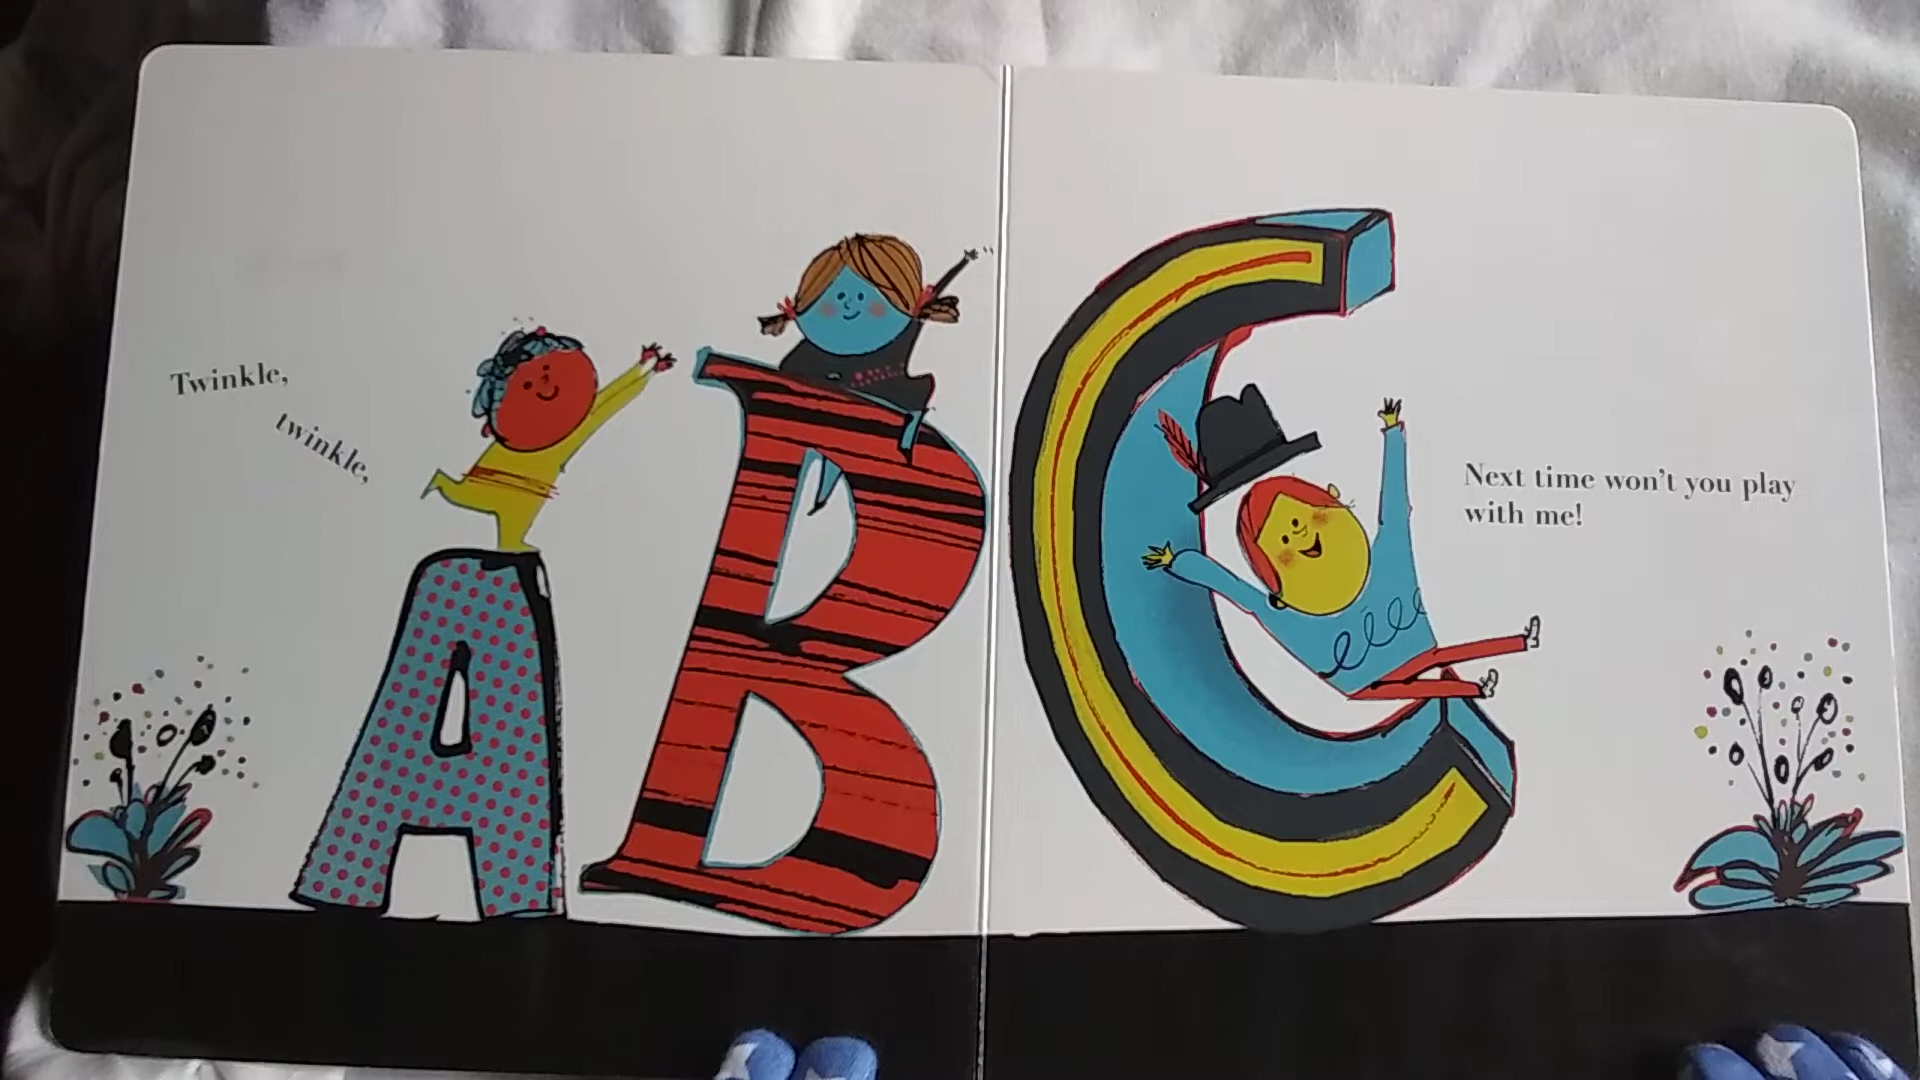 Twinkle,
twinkle,
A B C
Next time won't you play
with me!